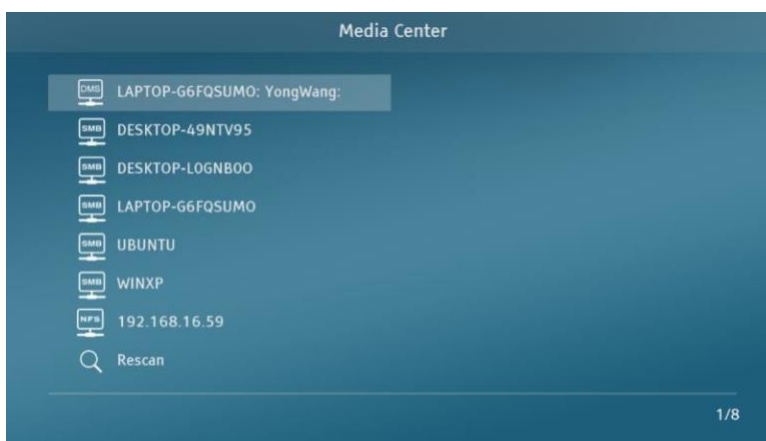 Media Center
DMS LAPTOP-G6FQSUMO: YongWang:
SMB DESKTOP-49NTV95
SMB DESKTOP-L0GNB00
SMB LAPTOP-G6FQSUMO
SMB UBUNTU
SMB WINXP
NFS 192.168.16.59
Rescan
1/8